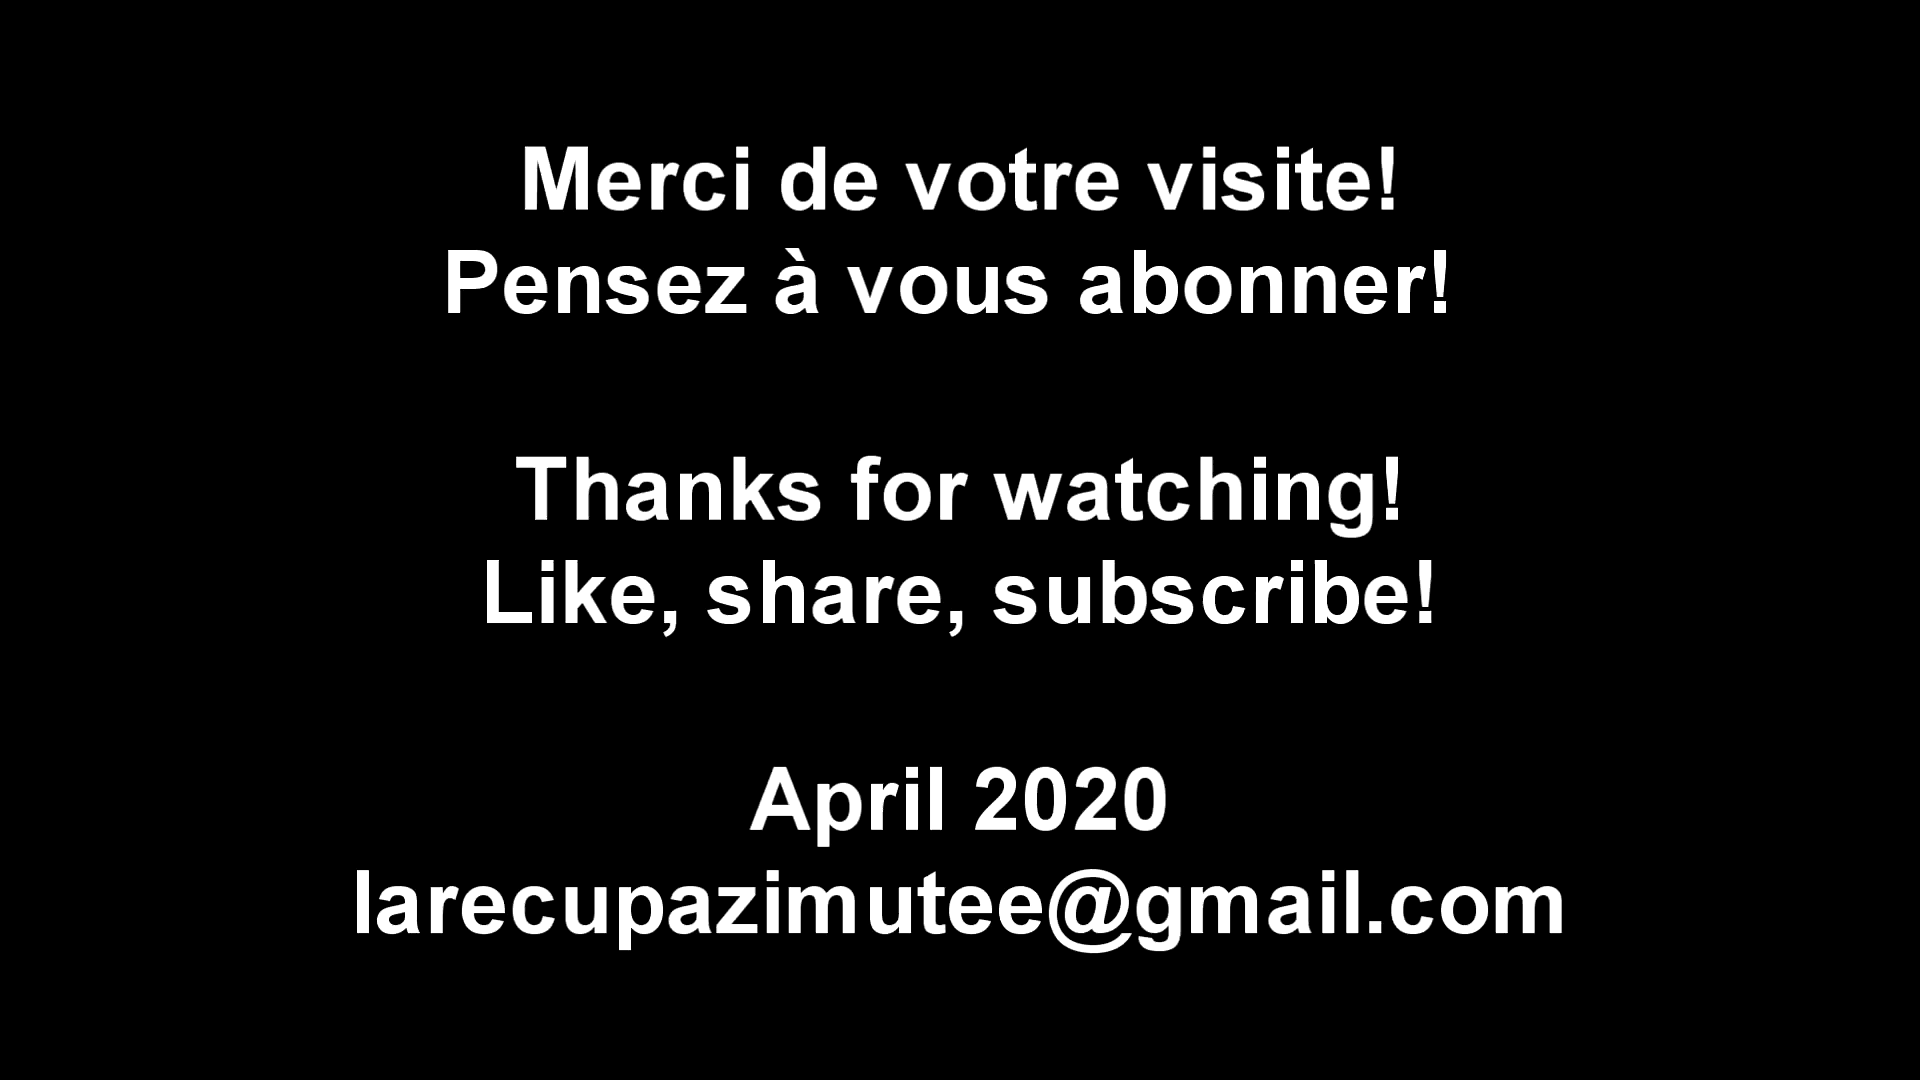 Merci de votre visite!
Pensez à vous abonner!
Thanks for watching!
Like, share, subscribe!
April 2020
larecupazimutee@gmail.com